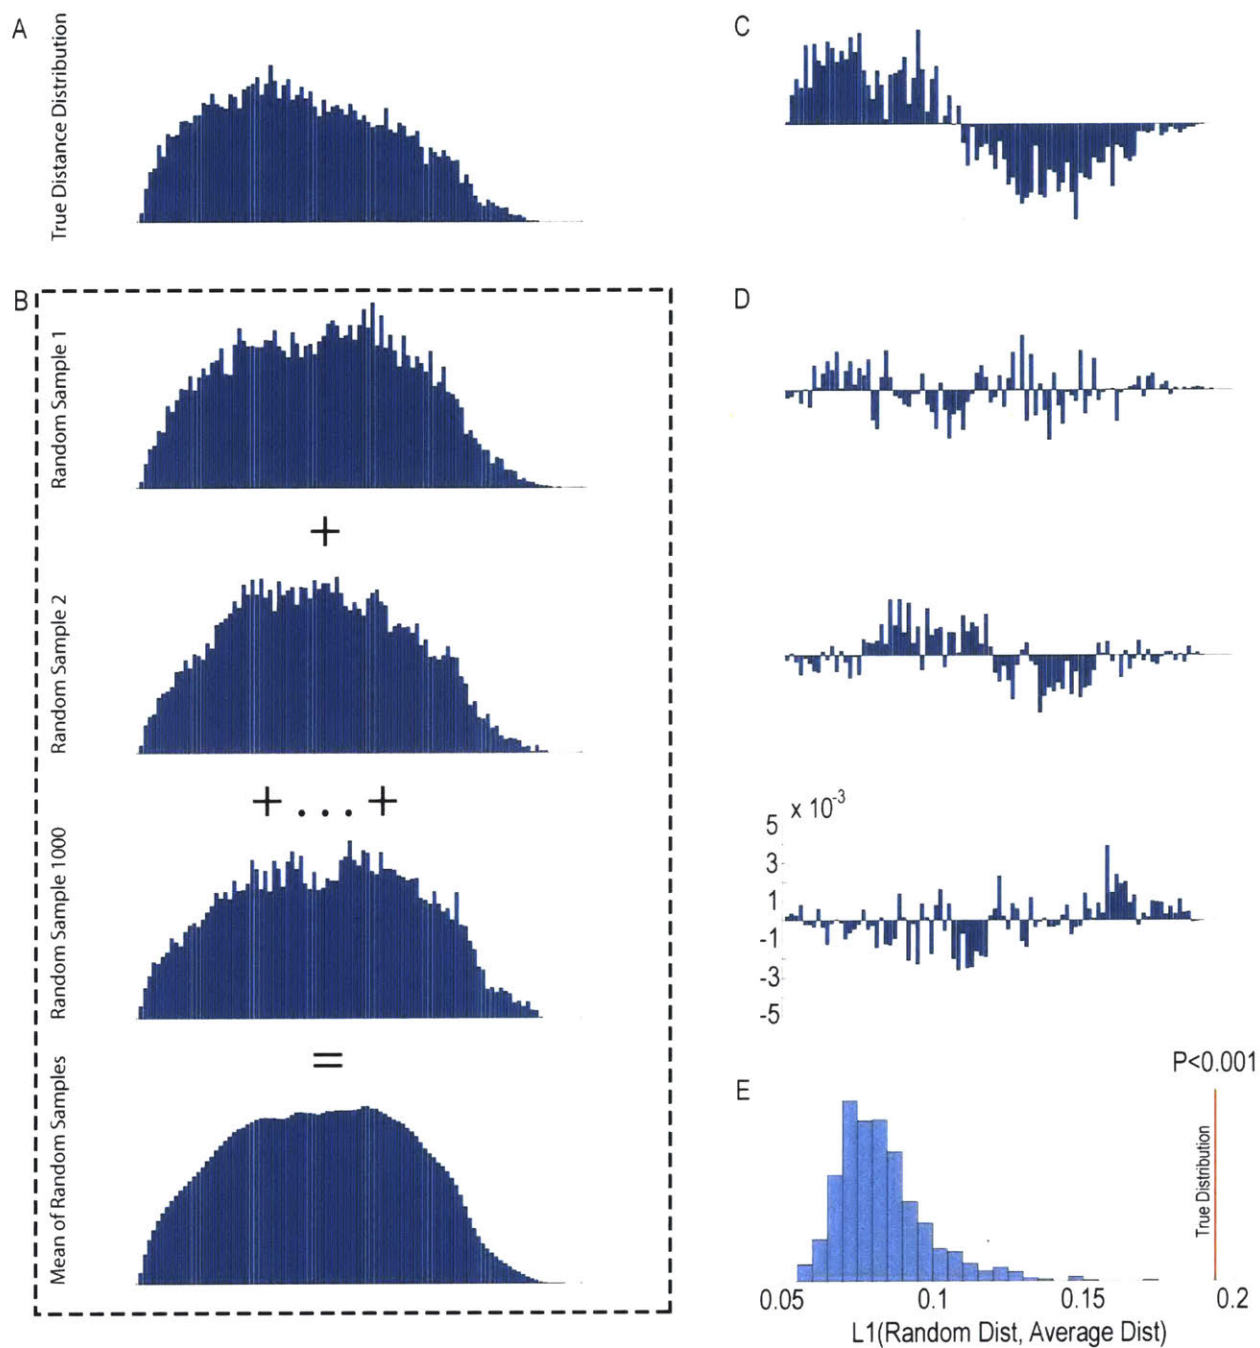 A
True Distance Distribution
B
Random Sample 1
+
Random Sample 2
+ . . . +
Random Sample 1000
=
Mean of Random Samples
C
D
x 10-3
5
3
1
-1
-3
-5
E
P<0.001
True Distribution
0.05 0.1 0.15 0.2
L1(Random Dist, Average Dist)